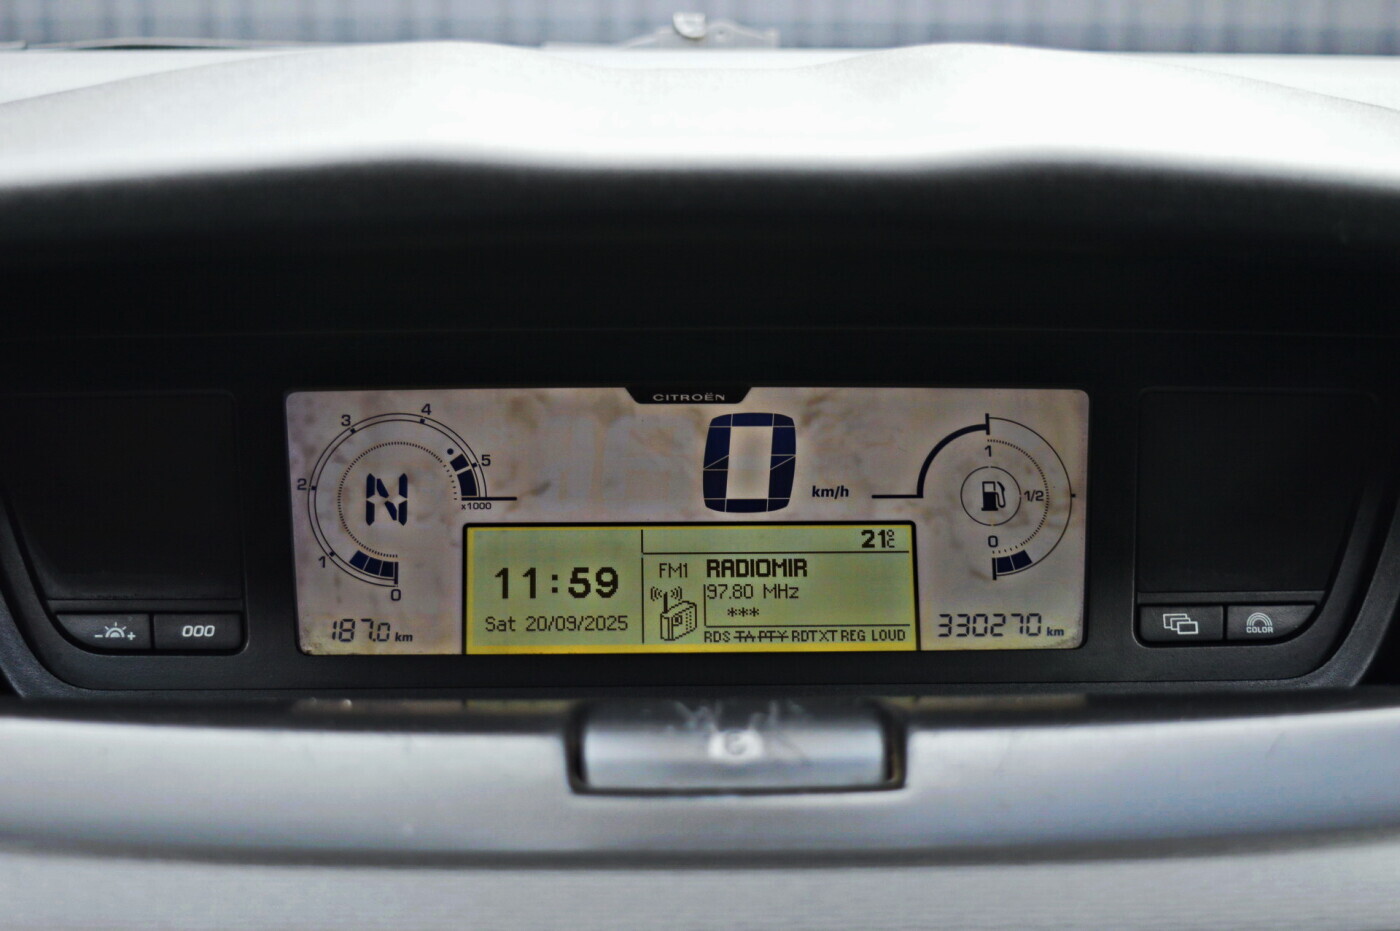 CITROËN
3
4
2
5
N
x1000
1
0
187.0 km
0 km/h
1
1/2
0
330270 km
21°C
11:59
Sat 20/09/2025
FM1
RADIOMIR
97.80 MHz
***
RDS TA PTY RDTXT REG LOUD
- +
000
COLOR